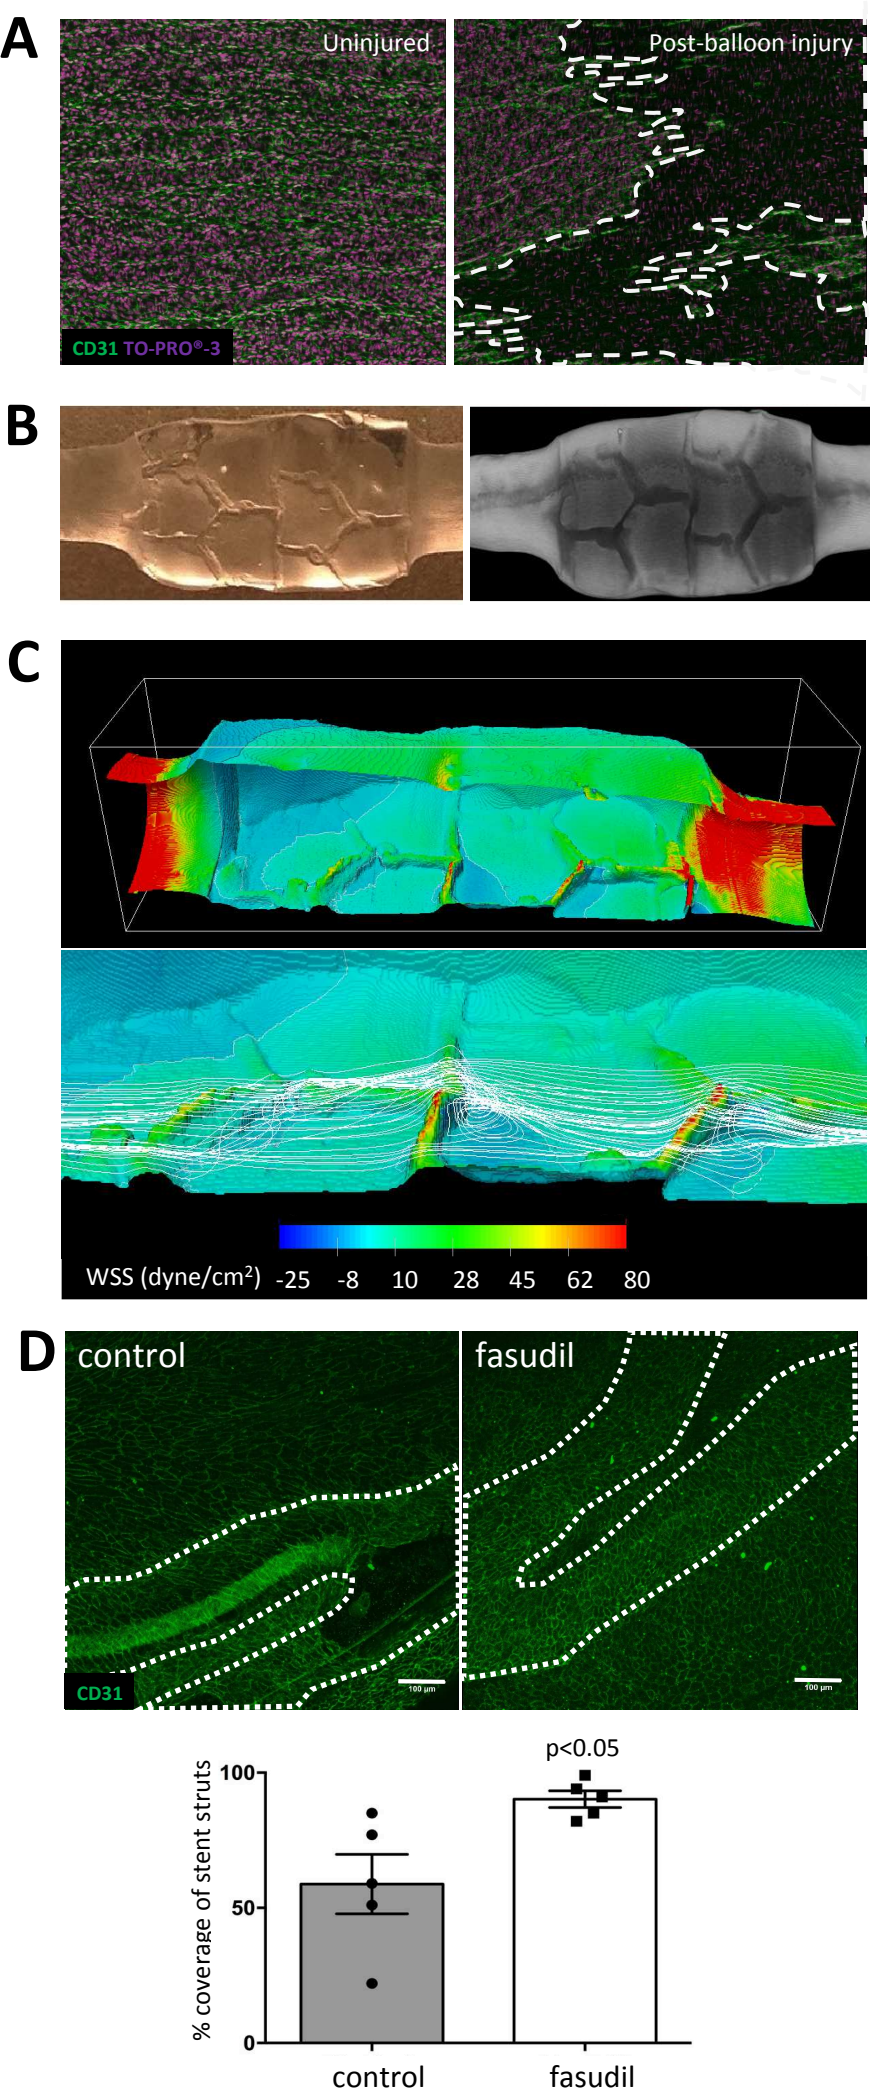 A
Uninjured
Post-balloon injury
CD31 TO-PRO®-3
B
C
WSS (dyne/cm²) -25 -8 10 28 45 62 80
D
control
fasudil
CD31
100 µm
100 µm
p<0.05
% coverage of stent struts
100
50
0
control
fasudil